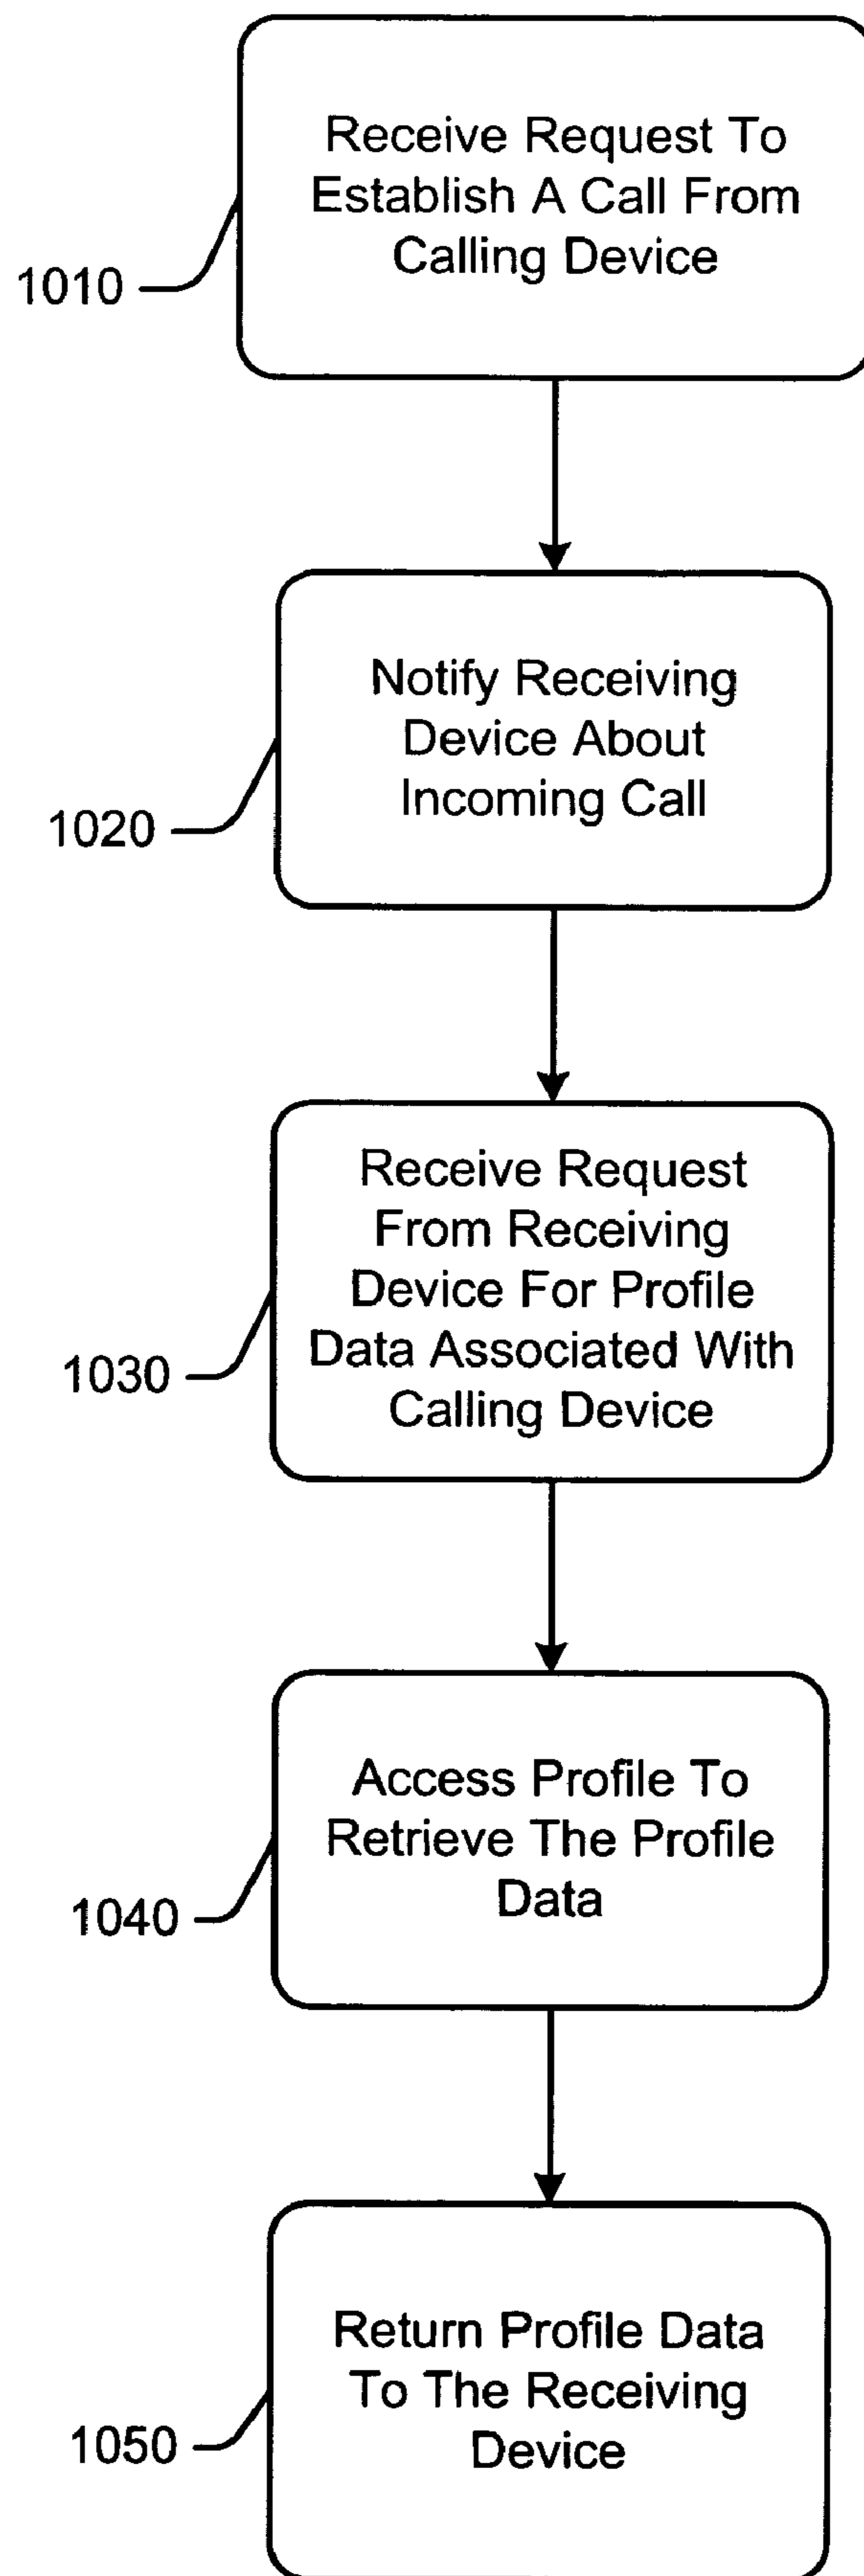 Receive Request To
Establish A Call From
Calling Device
1010
Notify Receiving
Device About
Incoming Call
1020
Receive Request
From Receiving
Device For Profile
Data Associated With
Calling Device
1030
Access Profile To
Retrieve The Profile
Data
1040
Return Profile Data
To The Receiving
Device
1050